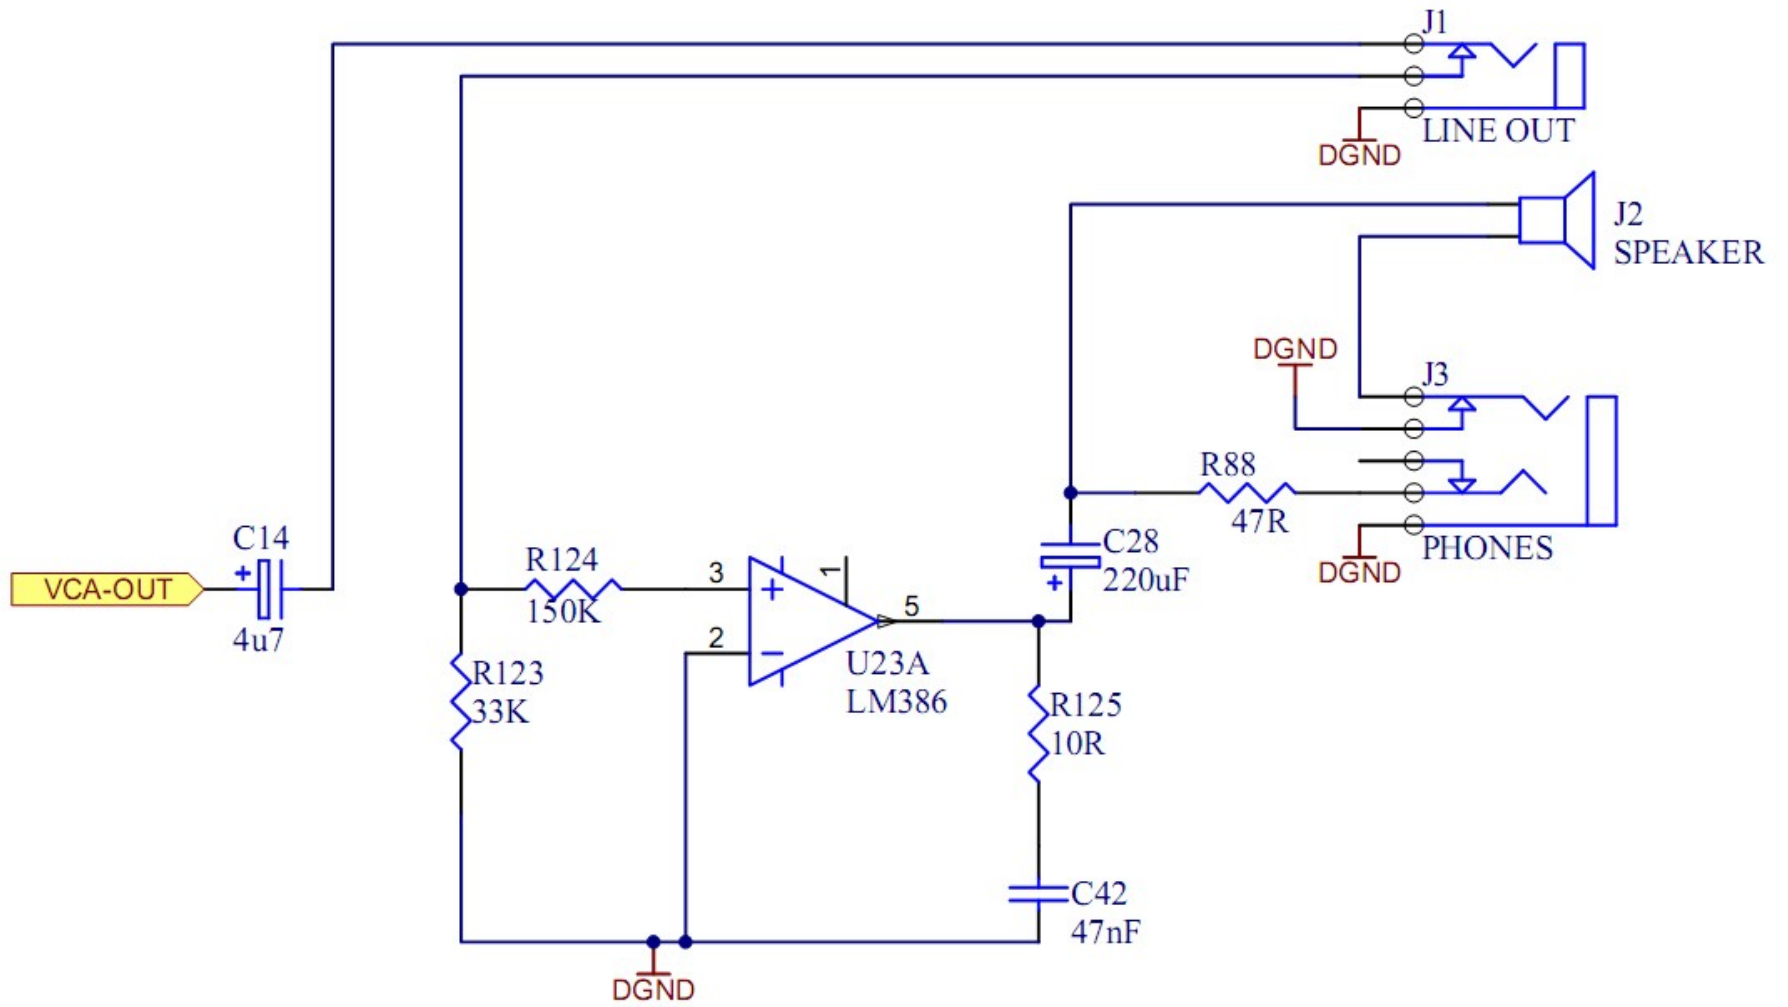 J1
LINE OUT
DGND
J2
SPEAKER
DGND
J3
R88
47R
PHONES
DGND
C14
VCA-OUT
4u7
R124
150K
3
1
5
2
U23A
LM386
C28
220uF
R123
33K
R125
10R
C42
47nF
DGND